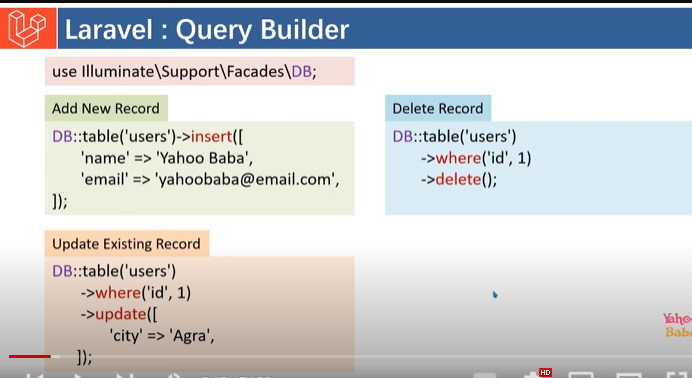 Laravel : Query Builder
use Illuminate\Support\Facades\DB;
Add New Record
DB::table('users')->insert([
'name' => 'Yahoo Baba',
'email' => 'yahoobaba@email.com',
]);
Delete Record
DB::table('users')
->where('id', 1)
->delete();
Update Existing Record
DB::table('users')
->where('id', 1)
->update([
'city' => 'Agra',
]);
Yaho
Baba
HD